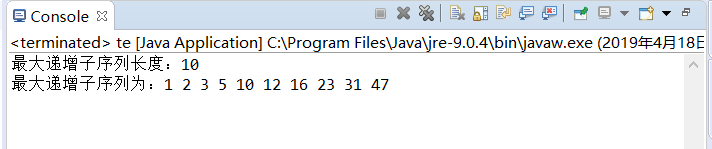 Console
<terminated> te [Java Application] C:\Program Files\Java\jre-9.0.4\bin\javaw.exe (2019年4月18日
最大递增子序列长度：10
最大递增子序列为：1 2 3 5 10 12 16 23 31 47